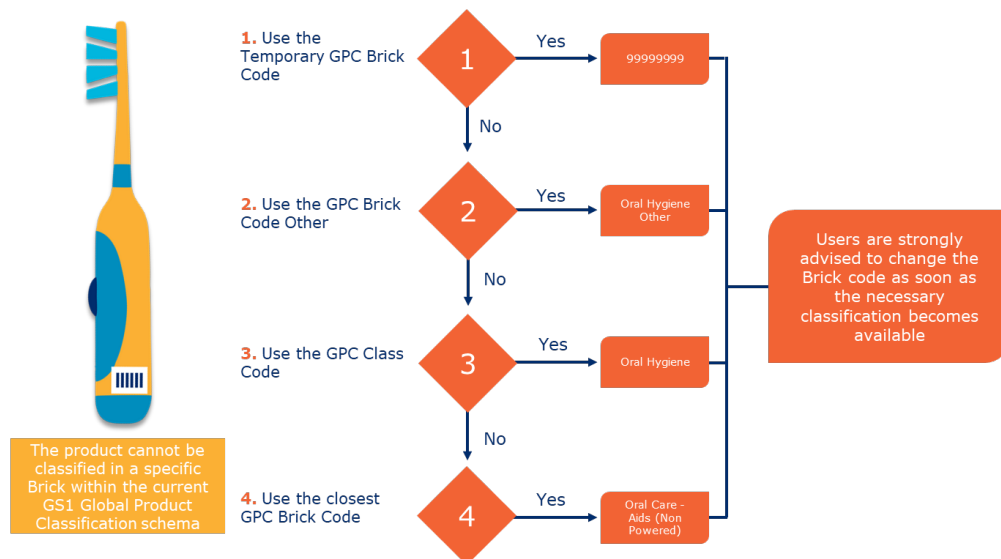 1. Use the
Temporary GPC Brick
Code
1
Yes
99999999
No
2. Use the GPC Brick
Code Other
2
Yes
Oral Hygiene
Other
No
3. Use the GPC Class
Code
3
Yes
Oral Hygiene
No
4. Use the closest
GPC Brick Code
4
Yes
Oral Care -
Aids (Non
Powered)
Users are strongly
advised to change the
Brick code as soon as
the necessary
classification becomes
available
The product cannot be
classified in a specific
Brick within the current
GS1 Global Product
Classification schema